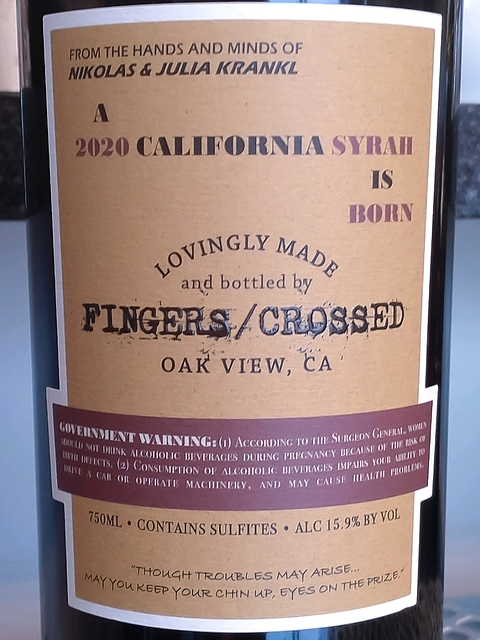 FROM THE HANDS AND MINDS OF
NIKOLAS & JULIA KRANKL
A
2020 CALIFORNIA SYRAH
IS
BORN
LOVINGLY MADE
and bottled by
FINGERS/CROSSED
OAK VIEW, CA
GOVERNMENT WARNING: (1) ACCORDING TO THE SURGEON GENERAL, WOMEN
SHOULD NOT DRINK ALCOHOLIC BEVERAGES DURING PREGNANCY BECAUSE OF THE RISK OF
BIRTH DEFECTS. (2) CONSUMPTION OF ALCOHOLIC BEVERAGES IMPAIRS YOUR ABILITY TO
DRIVE A CAR OR OPERATE MACHINERY, AND MAY CAUSE HEALTH PROBLEMS.
750ML • CONTAINS SULFITES • ALC 15.9% BY VOL
"THOUGH TROUBLES MAY ARISE...
MAY YOU KEEP YOUR CHIN UP, EYES ON THE PRIZE."